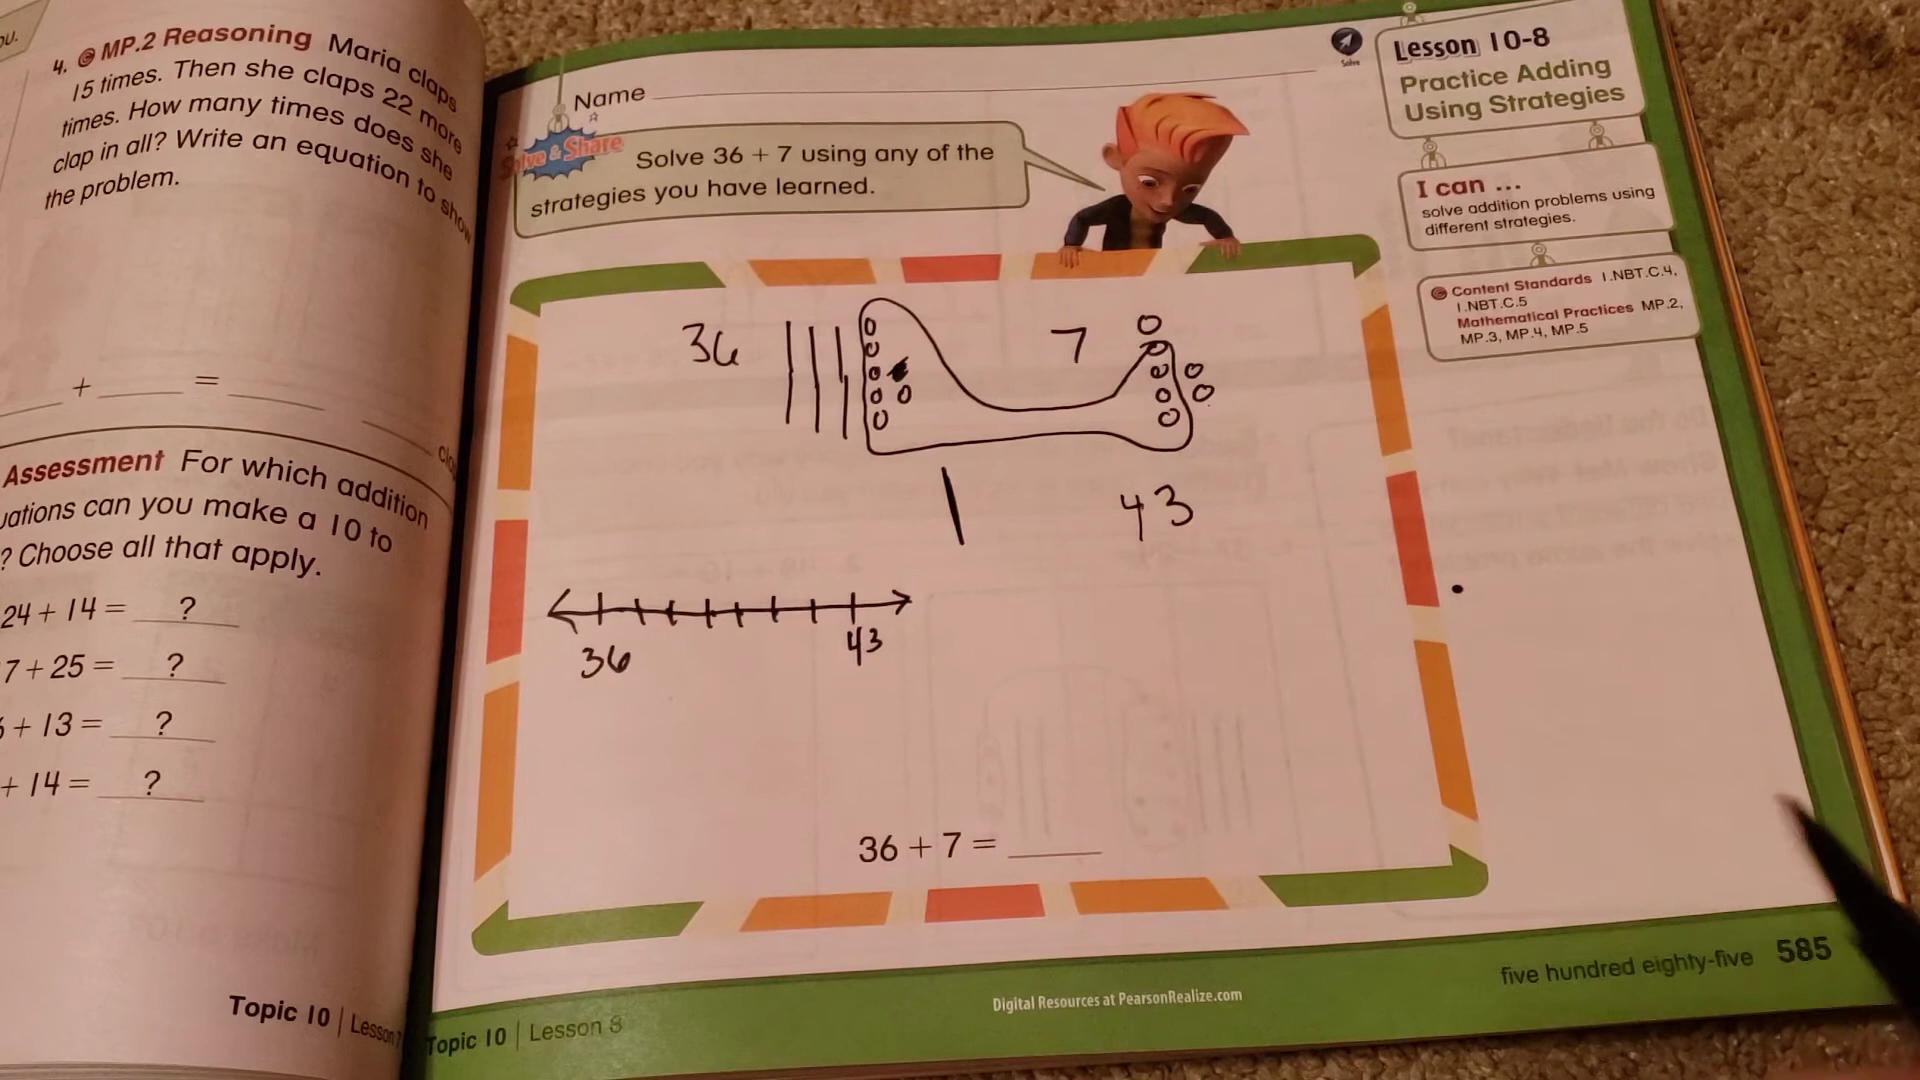 4. MP.2 Reasoning Maria claps
15 times. Then she claps 22 more
times. How many times does she
clap in all? Write an equation to show
the problem.
+ =
Assessment For which addition
can you make a 10 to
? Choose all that apply.
24 + 14 = ?
7 + 25 = ?
+ 13 = ?
+ 14 = ?
Topic 10 | Lesson
Name
Solve
Lesson 10-8
Practice Adding
Using Strategies
Solve & Share
Solve 36 + 7 using any of the
strategies you have learned.
I can ...
solve addition problems using
different strategies.
Content Standards 1.NBT.C.4,
1.NBT.C.5
Mathematical Practices MP.2,
MP.3, MP.4, MP.5
36
7
43
36
43
36 + 7 =
Topic 10 | Lesson 8
Digital Resources at PearsonRealize.com
five hundred eighty-five 585